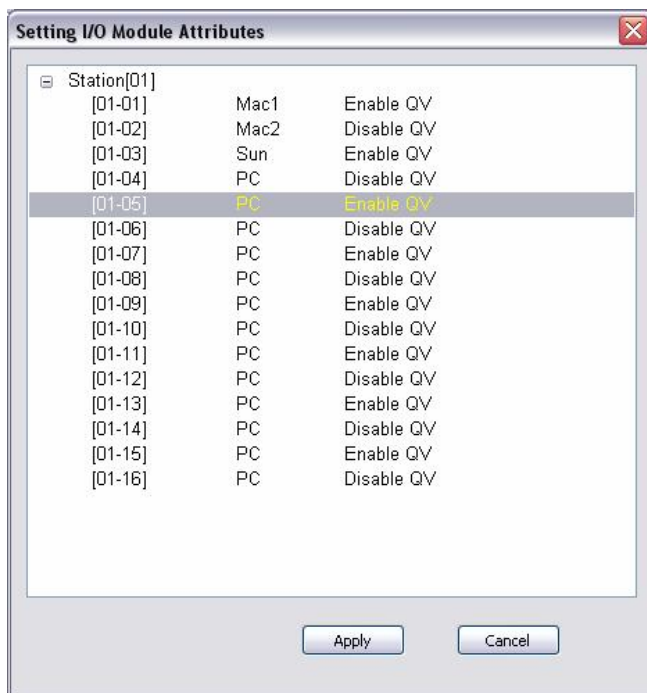 Setting I/O Module Attributes
Station[01]
[01-01] Mac1 Enable QV
[01-02] Mac2 Disable QV
[01-03] Sun Enable QV
[01-04] PC Disable QV
[01-05] PC Enable QV
[01-06] PC Disable QV
[01-07] PC Enable QV
[01-08] PC Disable QV
[01-09] PC Enable QV
[01-10] PC Disable QV
[01-11] PC Enable QV
[01-12] PC Disable QV
[01-13] PC Enable QV
[01-14] PC Disable QV
[01-15] PC Enable QV
[01-16] PC Disable QV
Apply Cancel